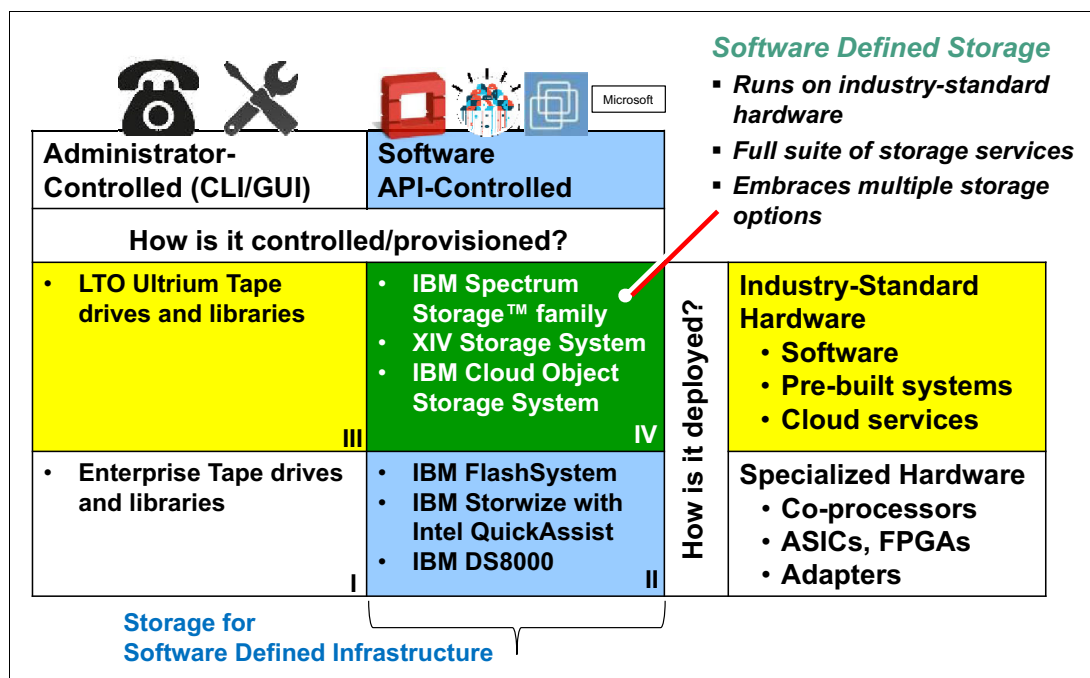 Software Defined Storage
▪ Runs on industry-standard
hardware
▪ Full suite of storage services
▪ Embraces multiple storage
options
Microsoft
Administrator-
Controlled (CLI/GUI)
Software
API-Controlled
How is it controlled/provisioned?
• LTO Ultrium Tape
drives and libraries
III
• IBM Spectrum
Storage™ family
• XIV Storage System
• IBM Cloud Object
Storage System
IV
How is it deployed?
Industry-Standard
Hardware
• Software
• Pre-built systems
• Cloud services
• Enterprise Tape drives
and libraries
I
• IBM FlashSystem
• IBM Storwize with
Intel QuickAssist
• IBM DS8000
II
Specialized Hardware
• Co-processors
• ASICs, FPGAs
• Adapters
Storage for
Software Defined Infrastructure